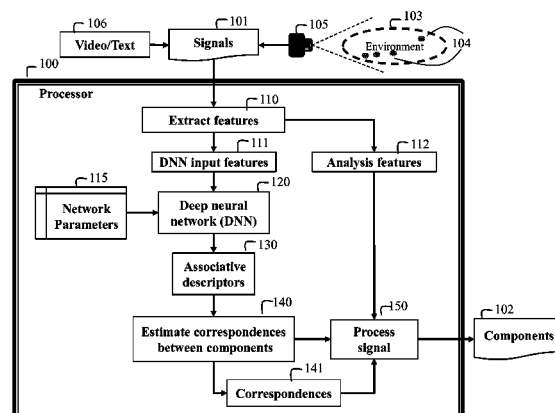 106
101
105
103
Video/Text
Signals
Environment
104
100
Processor
110
Extract features
111
112
DNN input features
Analysis features
115
120
Network
Parameters
Deep neural
network (DNN)
130
Associative
descriptors
140
150
102
Estimate correspondences
between components
Process
signal
Components
141
Correspondences